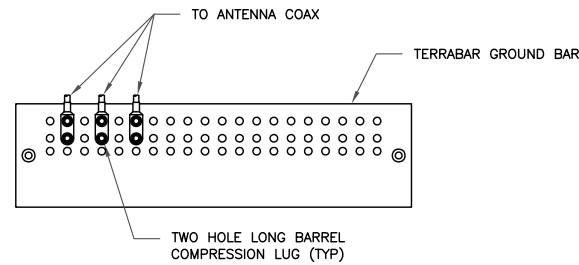 TO ANTENNA COAX
TERRABAR GROUND BAR
TWO HOLE LONG BARREL
COMPRESSION LUG (TYP)